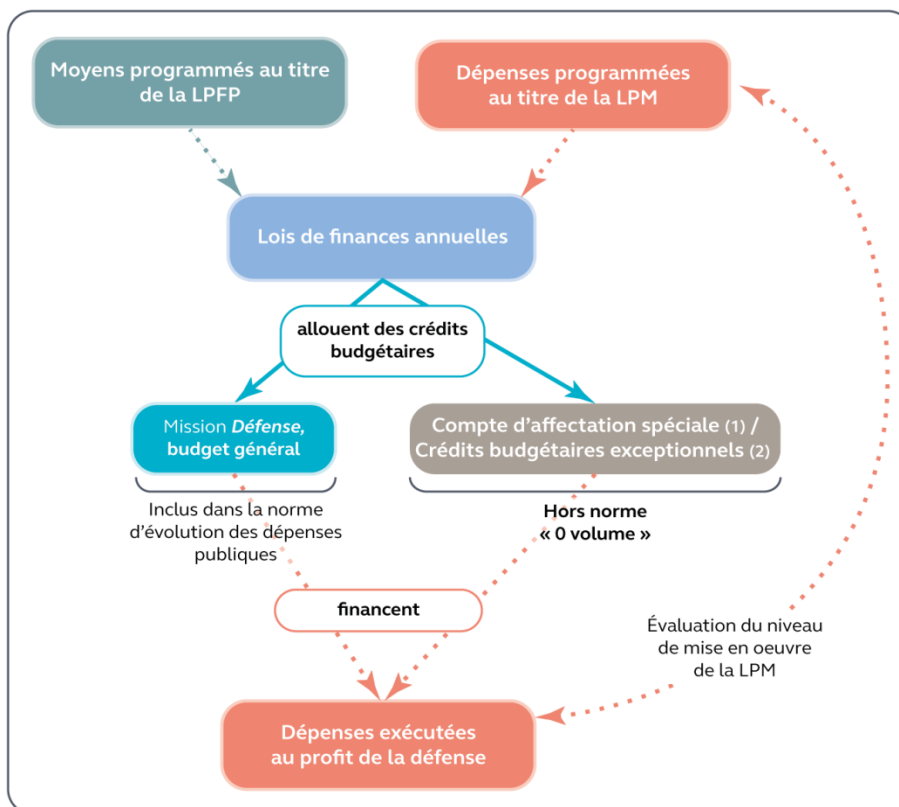 Moyens programmés au titre
de la LPFP
Dépenses programmées
au titre de la LPM
Lois de finances annuelles
allouent des crédits
budgétaires
Mission Défense,
budget général
Compte d'affectation spéciale (1) /
Crédits budgétaires exceptionnels (2)
Inclus dans la norme
d'évolution des dépenses
publiques
Hors norme
« 0 volume »
financent
Évaluation du niveau
de mise en oeuvre
de la LPM
Dépenses exécutées
au profit de la défense